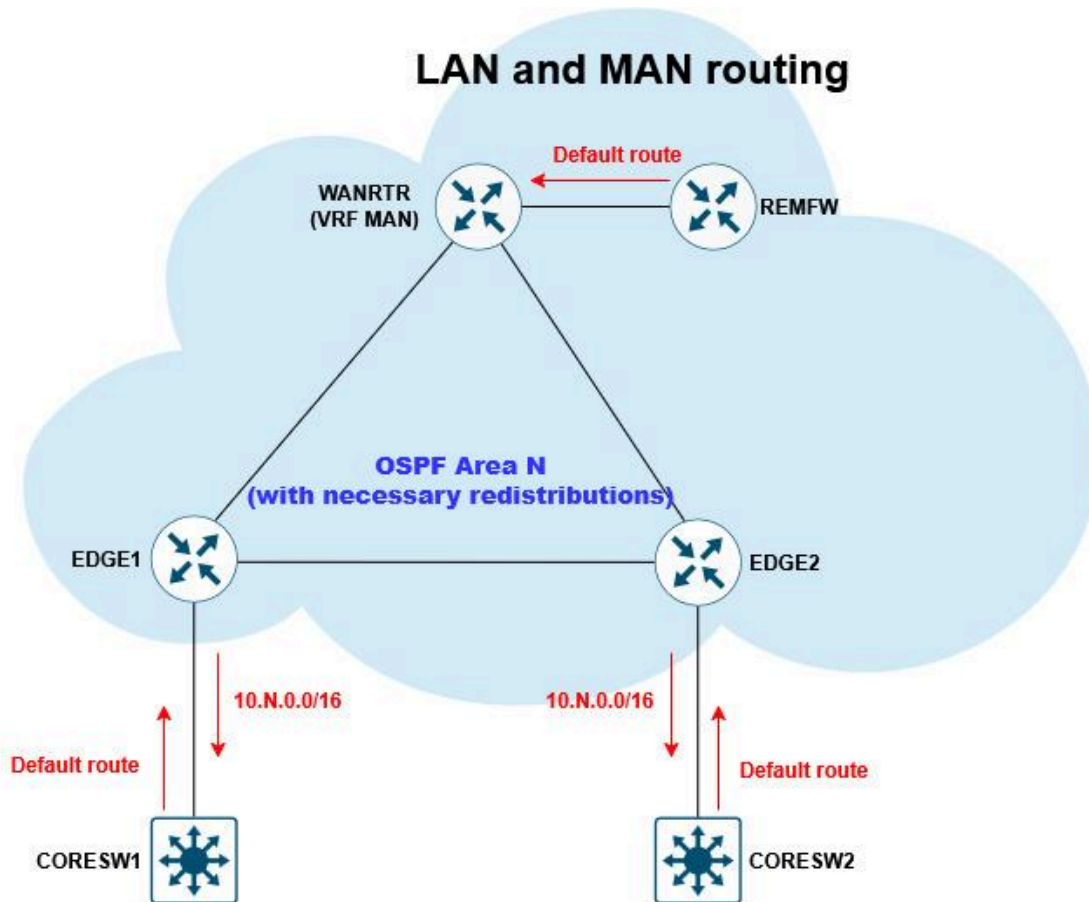 LAN and MAN routing
Default route
WANRTR
(VRF MAN)
REMFW
OSPF Area N
(with necessary redistributions)
EDGE1
EDGE2
10.N.0.0/16
10.N.0.0/16
Default route
Default route
CORESW1
CORESW2